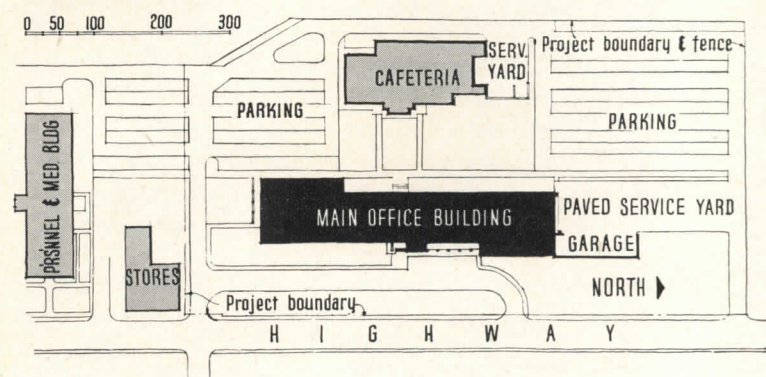 0 50 100 200 300
CAFETERIA
SERV.
YARD
Project boundary & fence
PARKING
PARKING
PRSNNEL & MED. BLDG
MAIN OFFICE BUILDING
PAVED SERVICE YARD
GARAGE
STORES
NORTH
Project boundary
HIGHWAY